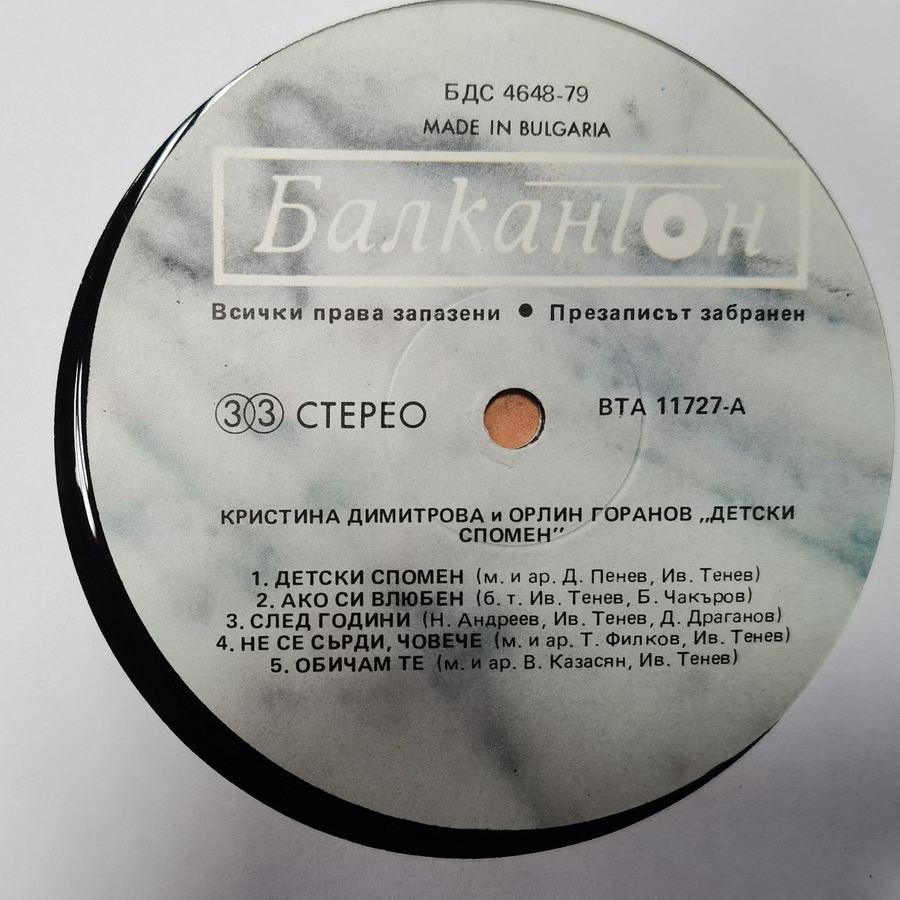 БДС 4648-79
MADE IN BULGARIA
Балкантон
Всички права запазени ● Презаписът забранен
33 СТЕРЕО ВТА 11727-А
КРИСТИНА ДИМИТРОВА и ОРЛИН ГОРАНОВ „ДЕТСКИ
СПОМЕН”
1. ДЕТСКИ СПОМЕН (м. и ар. Д. Пенев, Ив. Тенев)
2. АКО СИ ВЛЮБЕН (б. т. Ив. Тенев, Б. Чакъров)
3. СЛЕД ГОДИНИ (Н. Андреев, Ив. Тенев, Д. Драганов)
4. НЕ СЕ СЪРДИ, ЧОВЕЧЕ (м. и ар. Т. Филков, Ив. Тенев)
5. ОБИЧАМ ТЕ (м. и ар. В. Казасян, Ив. Тенев)